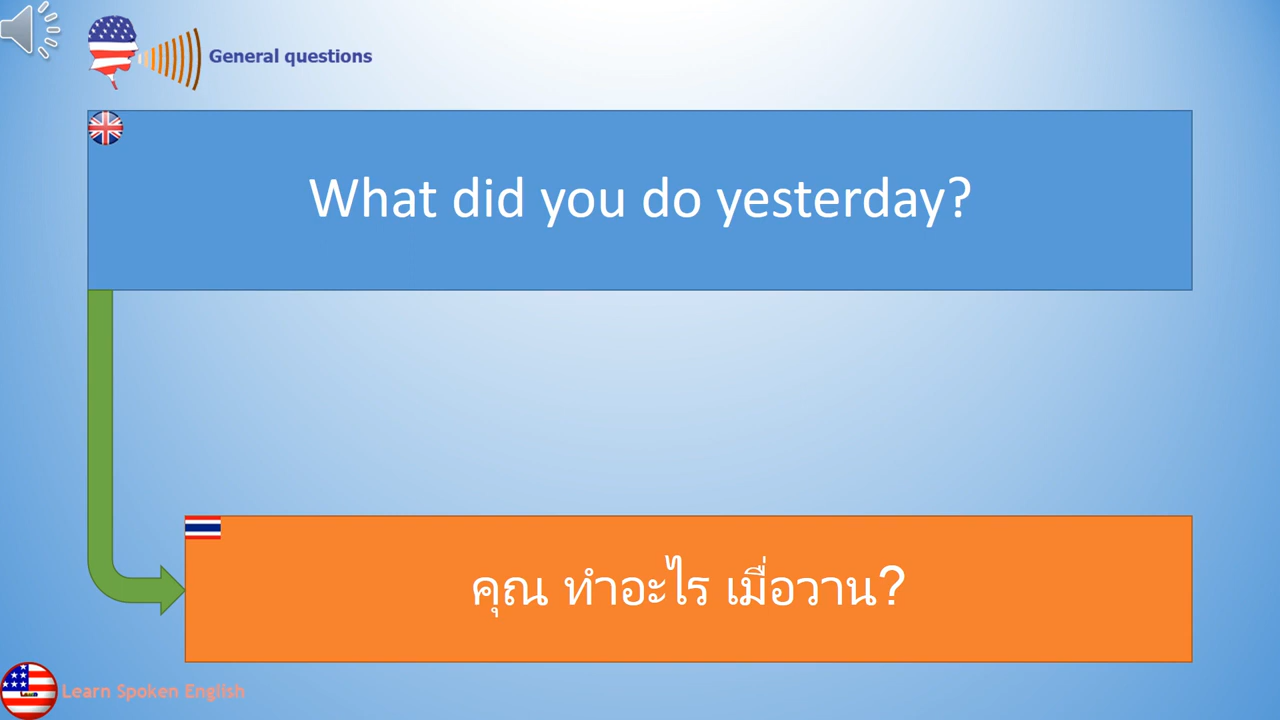 General questions
What did you do yesterday?
คุณ ทำอะไร เมื่อวาน?
Learn Spoken English